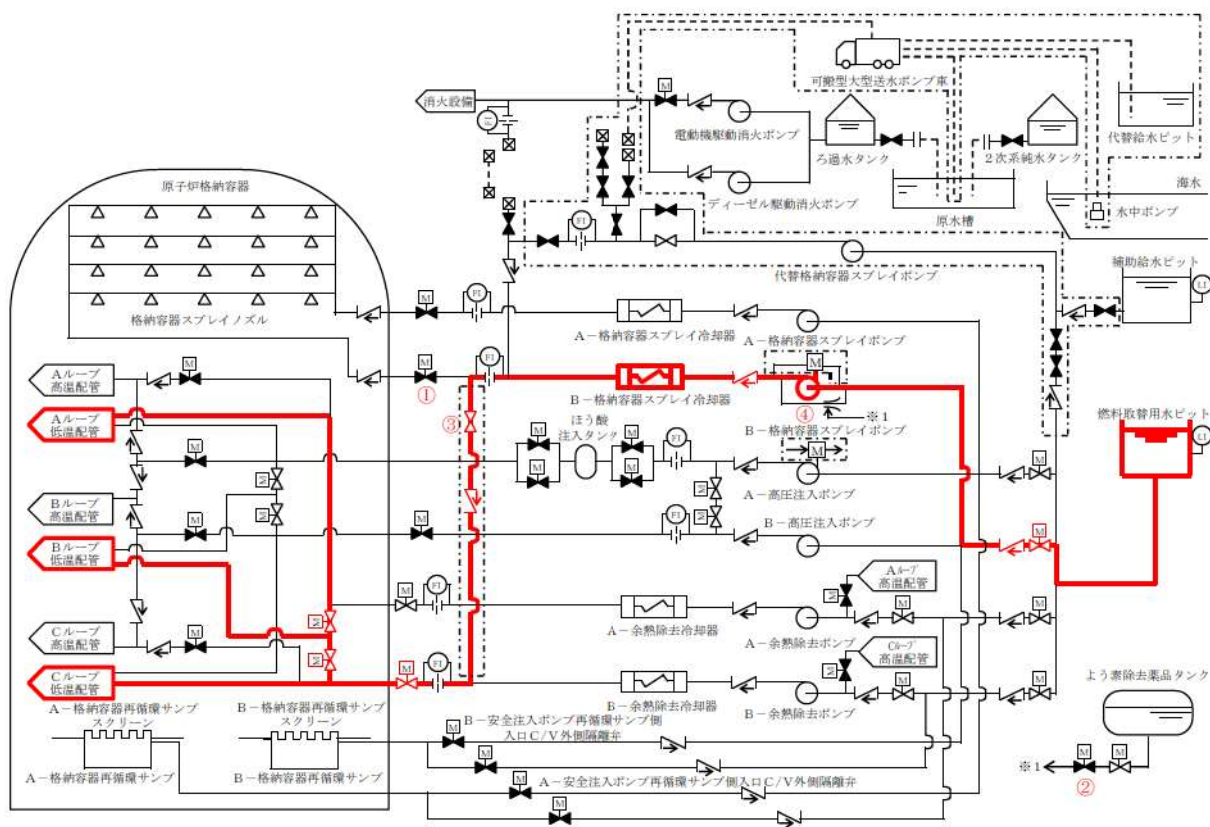 消火設備
FI
M
電動機駆動消火ポンプ
ディーゼル駆動消火ポンプ
可搬型大型送水ポンプ車
ろ過水タンク
2次系純水タンク
代替給水ピット
原水槽
海水
水中ポンプ
FI
代替格納容器スプレイポンプ
補助給水ピット
LI
原子炉格納容器
格納容器スプレイノズル
M
FI
A－格納容器スプレイ冷却器
A－格納容器スプレイポンプ
M
①
FI
B－格納容器スプレイ冷却器
M
④
※1
B－格納容器スプレイポンプ
③
燃料取替用水ピット
LI
Aループ
高温配管
M
Aループ
低温配管
M
ほう酸
注入タンク
M
M
M
M
FI
M
A－高圧注入ポンプ
M
M
M
Bループ
高温配管
M
M
M
M
FI
B－高圧注入ポンプ
M
Bループ
低温配管
M
FI
A－余熱除去冷却器
A－余熱除去ポンプ
Aループ
高温配管
M
M
M
M
Cループ
高温配管
M
M
Cループ
低温配管
M
FI
B－余熱除去冷却器
B－余熱除去ポンプ
Cループ
高温配管
M
M
M
よう素除去薬品タンク
※1
M
M
②
A－格納容器再循環サンプ
スクリーン
B－格納容器再循環サンプ
スクリーン
A－格納容器再循環サンプ
B－格納容器再循環サンプ
M
B－安全注入ポンプ再循環サンプ側
入口C/V外側隔離弁
M
M
A－安全注入ポンプ再循環サンプ側入口C/V外側隔離弁
M